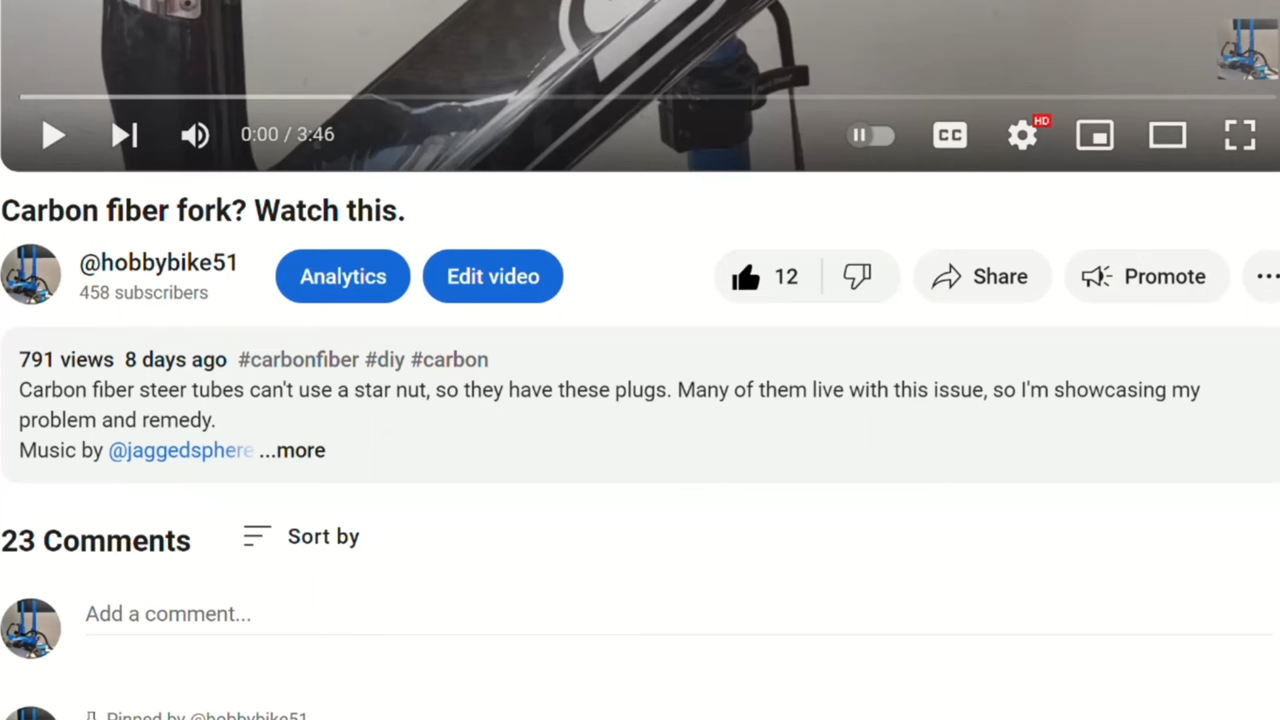 0:00 / 3:46
CC
HD
Carbon fiber fork? Watch this.
@hobbybike51
458 subscribers
Analytics
Edit video
12
Share
Promote
791 views 8 days ago #carbonfiber #diy #carbon
Carbon fiber steer tubes can't use a star nut, so they have these plugs. Many of them live with this issue, so I'm showcasing my
problem and remedy.
Music by @jaggedsphere ...more
23 Comments
Sort by
Add a comment...
Pinned by @hobbybike51